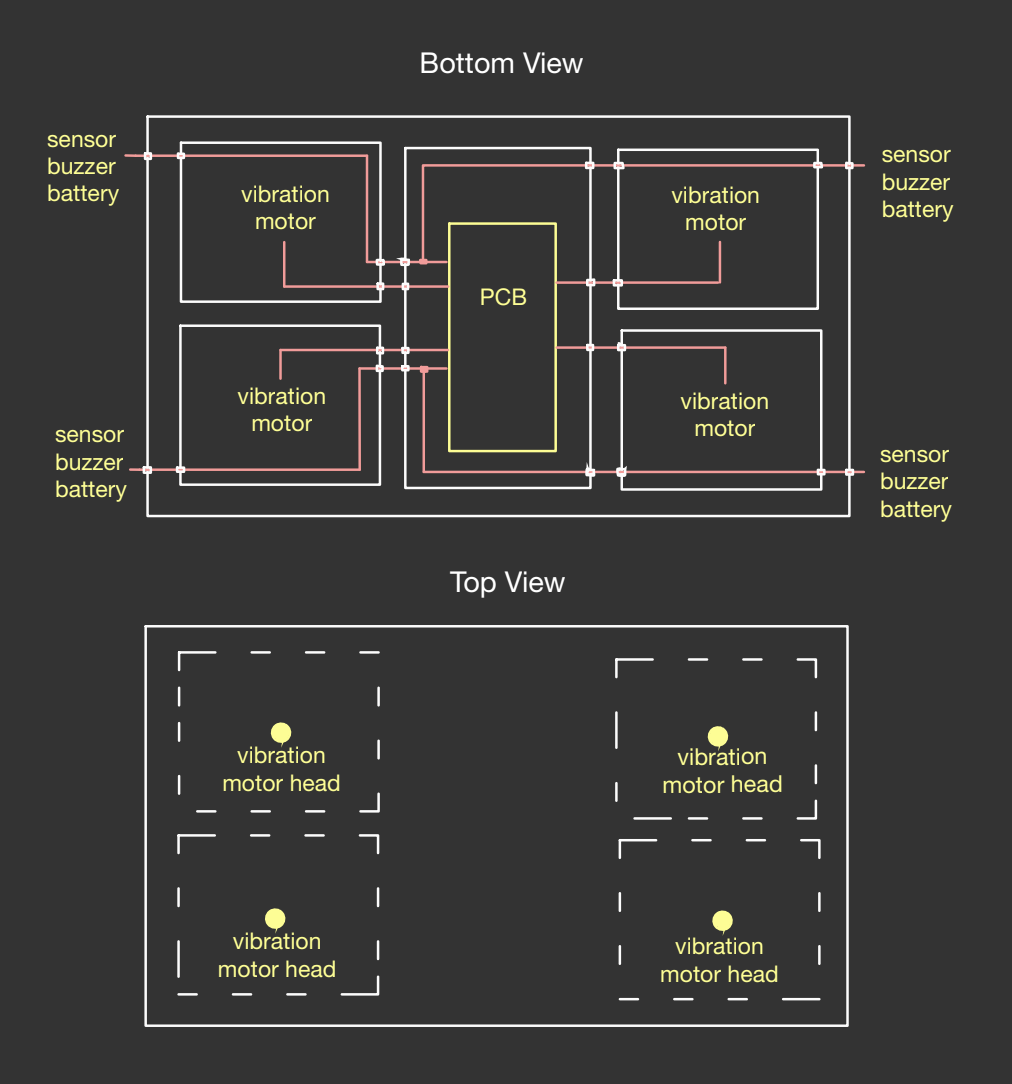 Bottom View
sensor
buzzer
battery
vibration
motor
PCB
vibration
motor
sensor
buzzer
battery
sensor
buzzer
battery
vibration
motor
vibration
motor
sensor
buzzer
battery
Top View
vibration
motor head
vibration
motor head
vibration
motor head
vibration
motor head